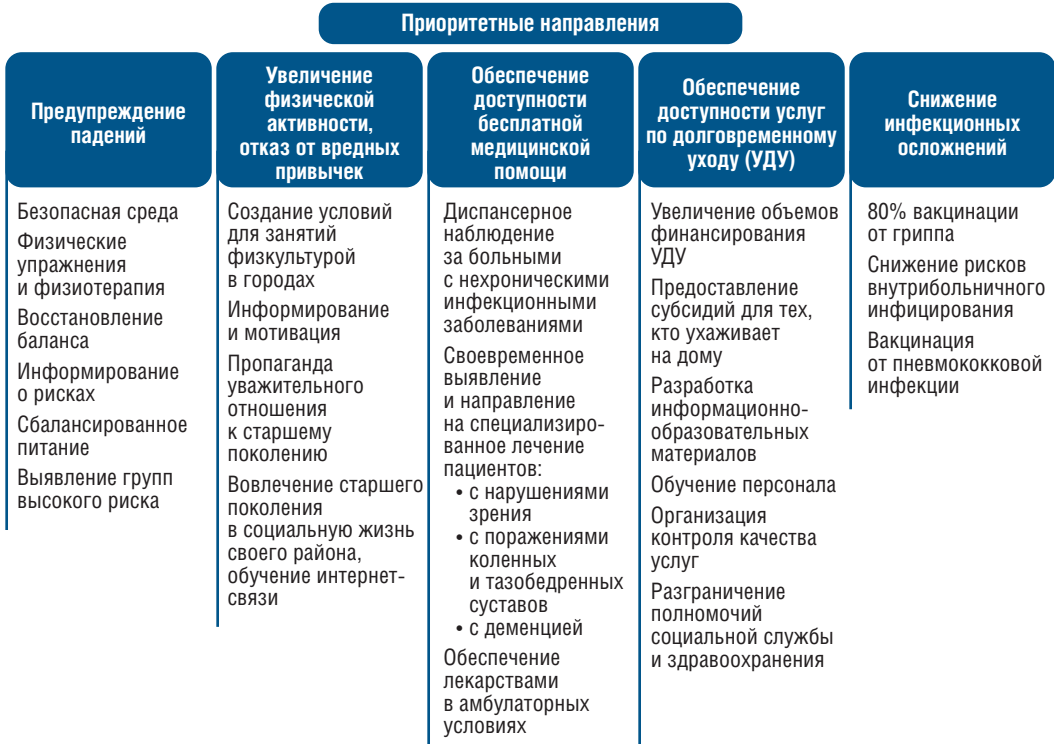 Приоритетные направления
Предупреждение
падений
Безопасная среда
Физические
упражнения
и физиотерапия
Восстановление
баланса
Информирование
о рисках
Сбалансированное
питание
Выявление групп
высокого риска
Увеличение
физической
активности,
отказ от вредных
привычек
Создание условий
для занятий
физкультурой
в городах
Информирование
и мотивация
Пропаганда
уважительного
отношения
к старшему
поколению
Вовлечение старшего
поколения
в социальную жизнь
своего района,
обучение интернет-
связи
Обеспечение
доступности
бесплатной
медицинской
помощи
Диспансерное
наблюдение
за больными
с нехроническими
инфекционными
заболеваниями
Своевременное
выявление
и направление
на специализиро-
ванное лечение
пациентов:
• с нарушениями
зрения
• с поражениями
коленных
и тазобедренных
суставов
• с деменцией
Обеспечение
лекарствами
в амбулаторных
условиях
Обеспечение
доступности услуг
по долговременному
уходу (УДУ)
Увеличение объемов
финансирования
УДУ
Предоставление
субсидий для тех,
кто ухаживает
на дому
Разработка
информационно-
образовательных
материалов
Обучение персонала
Организация
контроля качества
услуг
Разграничение
полномочий
социальной службы
и здравоохранения
Снижение
инфекционных
осложнений
80% вакцинации
от гриппа
Снижение рисков
внутрибольничного
инфицирования
Вакцинация
от пневмококковой
инфекции